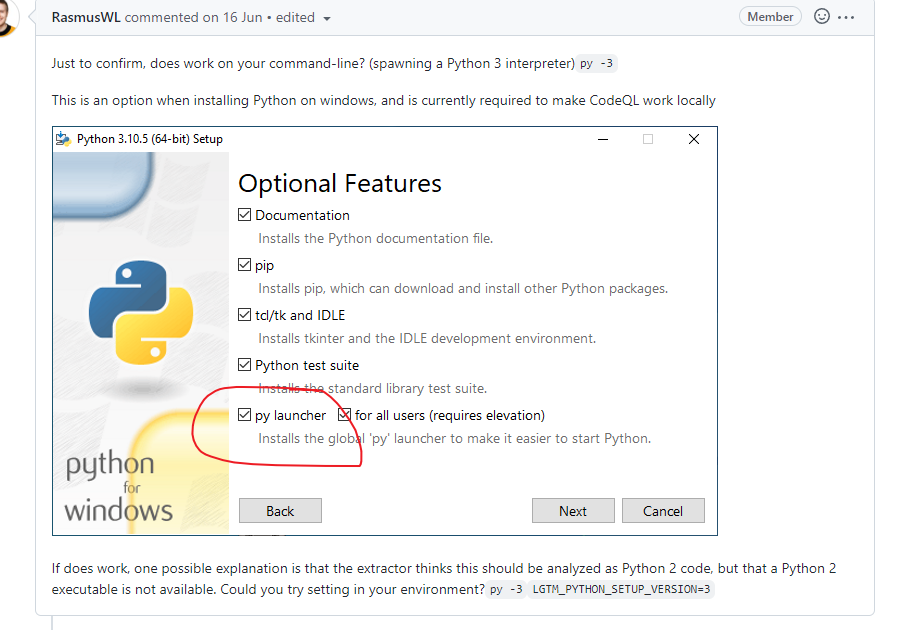 RasmusWL commented on 16 Jun • edited
Member
Just to confirm, does work on your command-line? (spawning a Python 3 interpreter) py -3
This is an option when installing Python on windows, and is currently required to make CodeQL work locally
Python 3.10.5 (64-bit) Setup
Optional Features
Documentation
Installs the Python documentation file.
pip
Installs pip, which can download and install other Python packages.
tcl/tk and IDLE
Installs tkinter and the IDLE development environment.
Python test suite
Installs the standard library test suite.
py launcher for all users (requires elevation)
Installs the global 'py' launcher to make it easier to start Python.
python
for
windows
Back Next Cancel
If does work, one possible explanation is that the extractor thinks this should be analyzed as Python 2 code, but that a Python 2
executable is not available. Could you try setting in your environment? py -3 LGTM_PYTHON_SETUP_VERSION=3